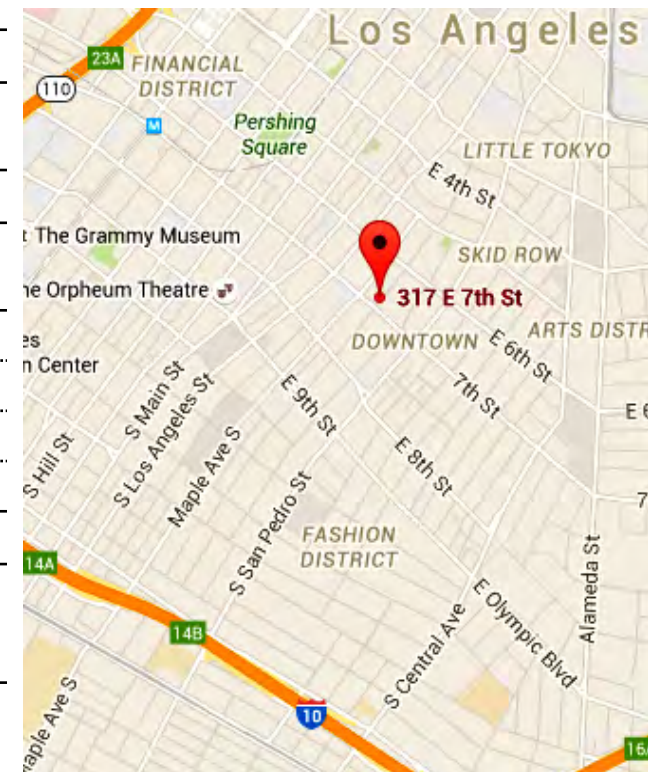 Los Angeles
23A
FINANCIAL
DISTRICT
110
M
Pershing
Square
LITTLE TOKYO
E 4th St
The Grammy Museum
SKID ROW
ne Orpheum Theatre
317 E 7th St
ARTS DISTR
DOWNTOWN
E 6th St
es
n Center
S Main St
S Los Angeles St
E 9th St
7th St
E 6
S Hill St
Maple Ave S
E 8th St
S San Pedro St
7
FASHION
DISTRICT
14A
Alameda St
E Olympic Blvd
14B
S Central Ave
aple Ave S
10
16A